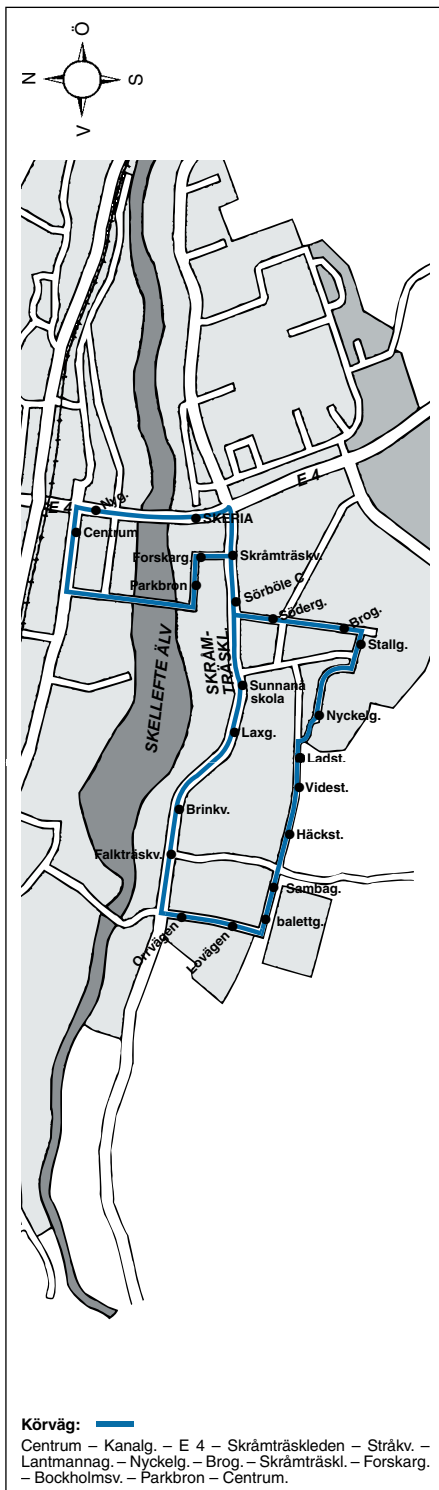 Ö
N
S
V
E 4
Nyg.
Centrum
SKERIA
E 4
Forskarg.
Skråmträskv.
Parkbron
Sörböle C
Söderg.
Brog.
Stallg.
SKELLEFTE ÄLV
SKRÅM-
TRÄSKL.
Sunnanå
skola
Nyckelg.
Laxg.
Ladst.
Videst.
Brinkv.
Häckst.
Falkträskv.
Sambag.
balettg.
Orrvägen
Lovägen
Körväg:
Centrum – Kanalg. – E 4 – Skråmträskleden – Stråkv. –
Lantmannag. – Nyckelg. – Brog. – Skråmträskl. – Forskarg.
– Bockholmsv. – Parkbron – Centrum.